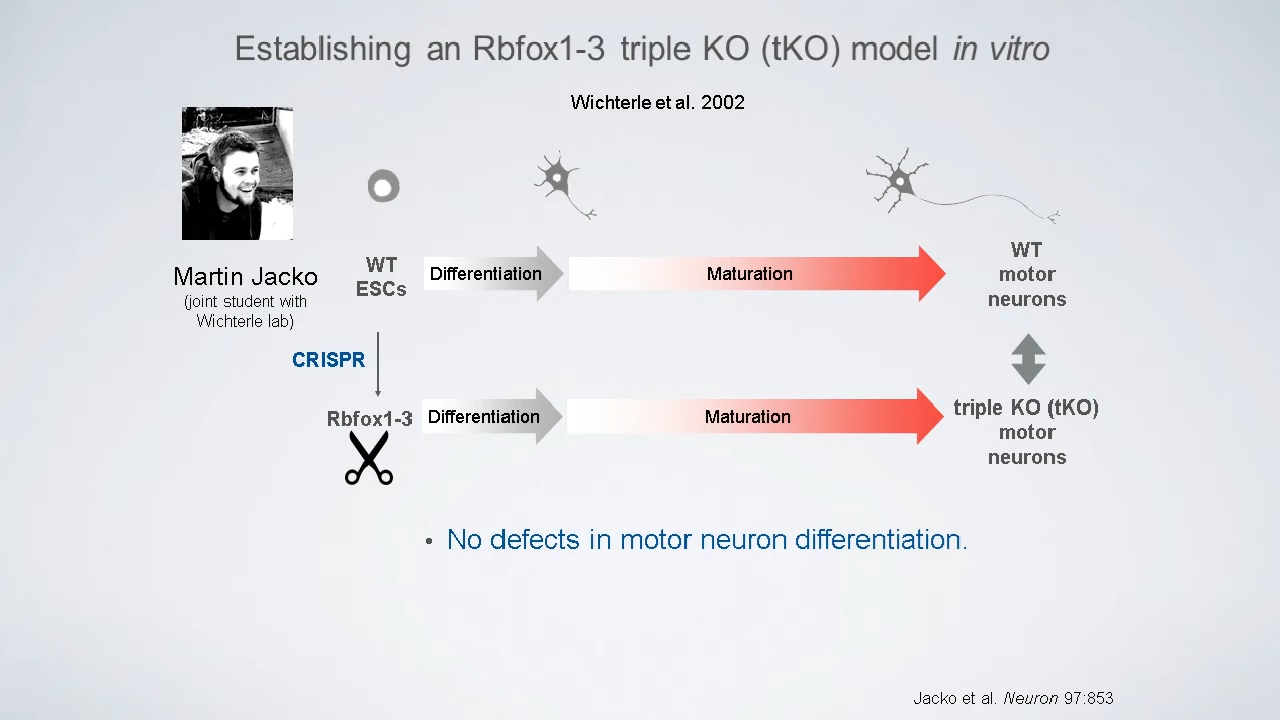 Establishing an Rbfox1-3 triple KO (tKO) model in vitro
Wichterle et al. 2002
Martin Jacko
(joint student with
Wichterle lab)
WT
ESCs
Differentiation
Maturation
WT
motor
neurons
CRISPR
Rbfox1-3
Differentiation
Maturation
triple KO (tKO)
motor
neurons
• No defects in motor neuron differentiation.
Jacko et al. Neuron 97:853